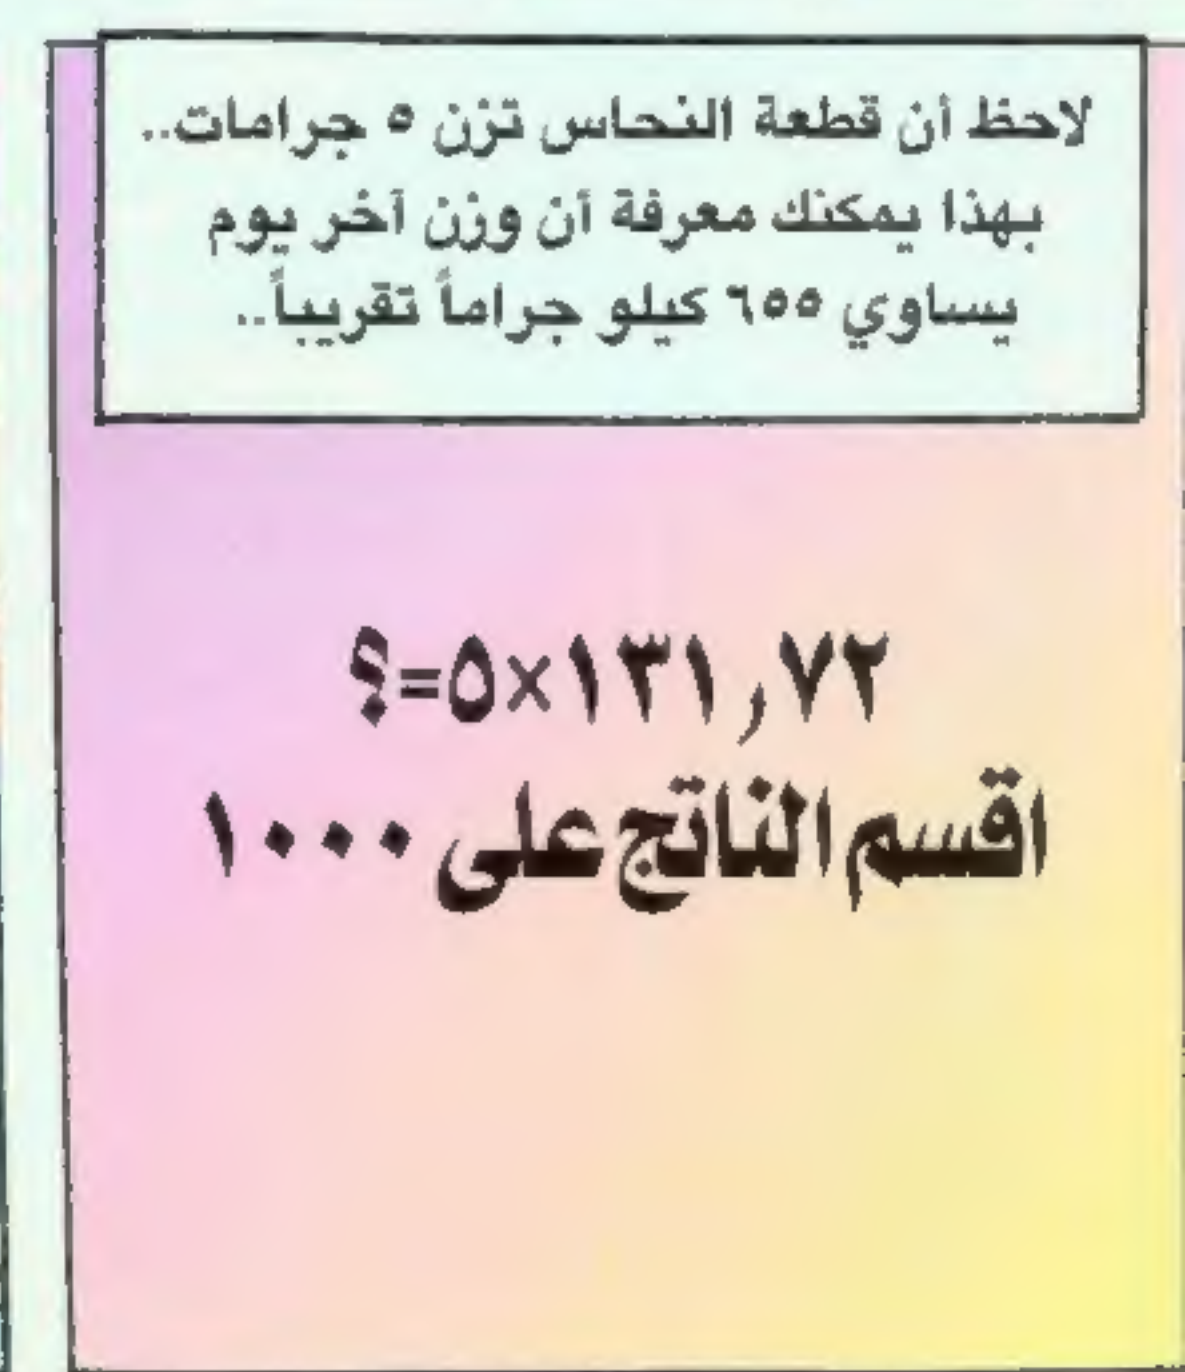 لاحظ أن قطعة النحاس تزن ٥ جرامات..
بهذا يمكنك معرفة أن وزن آخر يوم
يساوي ٦٥٥ كيلو جراماً تقريباً..
١٣١,٧٢×٥=؟
اقسم الناتج على ١٠٠٠